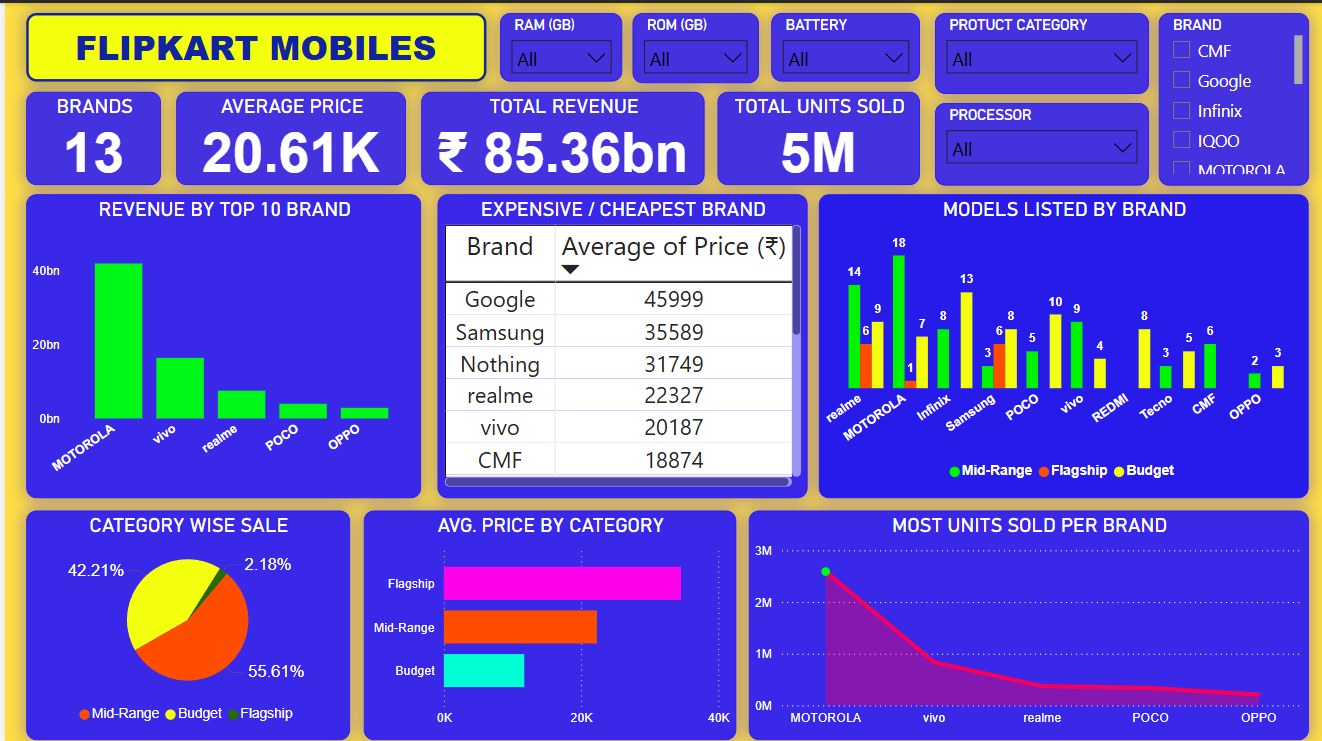 FLIPKART MOBILES
RAM (GB)
All
ROM (GB)
All
BATTERY
All
PROTUCT CATEGORY
All
PROCESSOR
All
BRAND
CMF
Google
Infinix
IQOO
MOTOROLA
BRANDS
13
AVERAGE PRICE
20.61K
TOTAL REVENUE
₹ 85.36bn
TOTAL UNITS SOLD
5M
REVENUE BY TOP 10 BRAND
40bn
20bn
0bn
MOTOROLA
vivo
realme
POCO
OPPO
EXPENSIVE / CHEAPEST BRAND
Brand Average of Price (₹)
Google 45999
Samsung 35589
Nothing 31749
realme 22327
vivo 20187
CMF 18874
MODELS LISTED BY BRAND
14 6 9 18 1 7 8 13 3 6 8 5 10 9 4 8 3 5 6 2 3
realme
MOTOROLA
Infinix
Samsung
POCO
vivo
REDMI
Tecno
CMF
OPPO
Mid-Range Flagship Budget
CATEGORY WISE SALE
42.21%
2.18%
55.61%
Mid-Range Budget Flagship
AVG. PRICE BY CATEGORY
Flagship
Mid-Range
Budget
0K 20K 40K
MOST UNITS SOLD PER BRAND
3M
2M
1M
0M
MOTOROLA vivo realme POCO OPPO